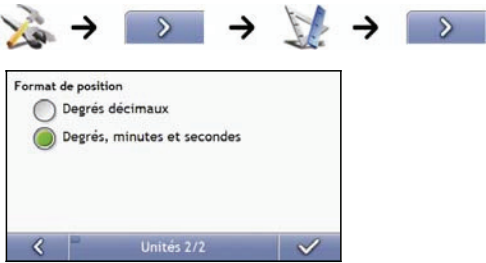 Format de position
Degrés décimaux
Degrés, minutes et secondes
Unités 2/2